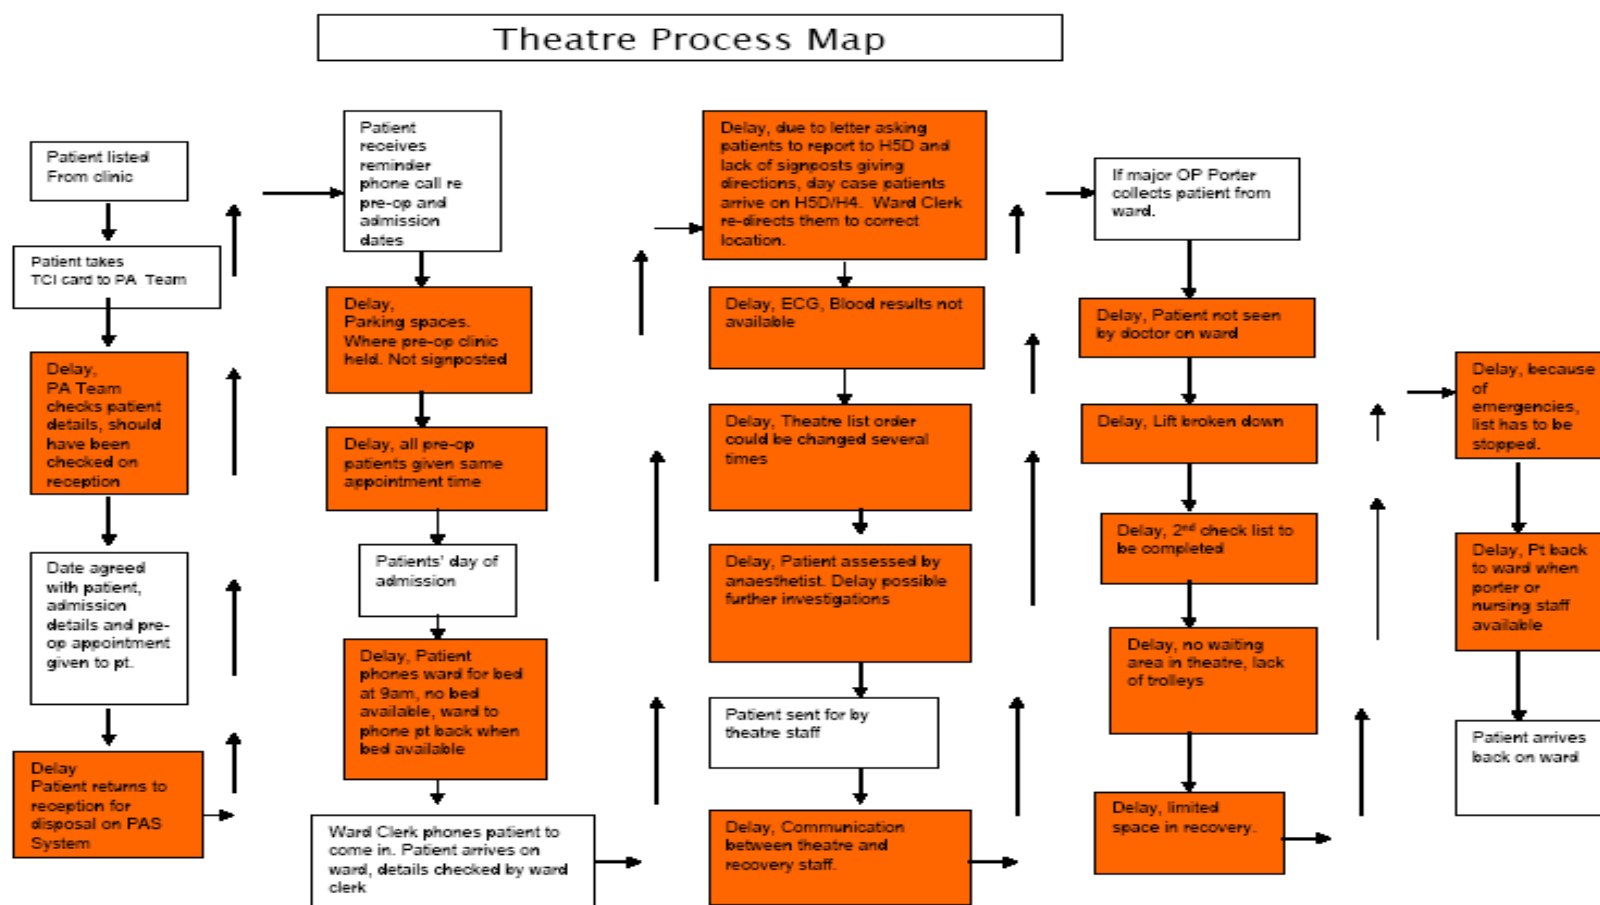 Theatre Process Map
Patient listed
From clinic
Patient takes
TCI card to PA Team
Delay,
PA Team
checks patient
details, should
have been
checked on
reception
Date agreed
with patient,
admission
details and pre-
op appointment
given to pt.
Delay
Patient returns to
reception for
disposal on PAS
System
Patient
receives
reminder
phone call re
pre-op and
admission
dates
Delay,
Parking spaces.
Where pre-op clinic
held. Not signposted
Delay, all pre-op
patients given same
appointment time
Patients' day of
admission
Delay, Patient
phones ward for bed
at 9am, no bed
available, ward to
phone pt back when
bed available
Ward Clerk phones patient to
come in. Patient arrives on
ward, details checked by ward
clerk
Delay, due to letter asking
patients to report to H5D and
lack of signposts giving
directions, day case patients
arrive on H5D/H4. Ward Clerk
re-directs them to correct
location.
Delay, ECG, Blood results not
available
Delay, Theatre list order
could be changed several
times
Delay, Patient assessed by
anaesthetist. Delay possible
further investigations
Patient sent for by
theatre staff
Delay, Communication
between theatre and
recovery staff.
If major OP Porter
collects patient from
ward.
Delay, Patient not seen
by doctor on ward
Delay, Lift broken down
Delay, 2nd check list to
be completed
Delay, no waiting
area in theatre, lack
of trolleys
Delay, limited
space in recovery.
Delay, because
of
emergencies,
list has to be
stopped.
Delay, Pt back
to ward when
porter or
nursing staff
available
Patient arrives
back on ward